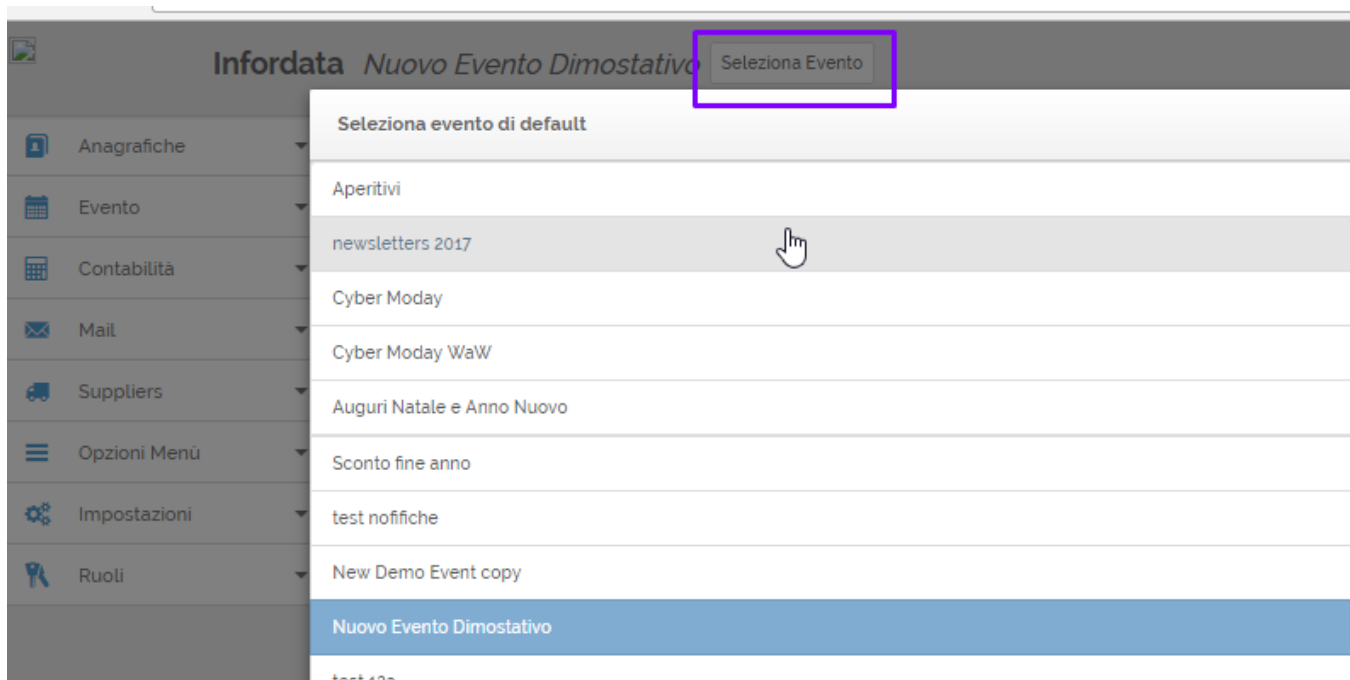 Infordata Nuovo Evento Dimostativo Seleziona Evento
Seleziona evento di default
Anagrafiche
Evento
Contabilità
Mail
Suppliers
Opzioni Menù
Impostazioni
Ruoli
Aperitivi
newsletters 2017
Cyber Moday
Cyber Moday WaW
Auguri Natale e Anno Nuovo
Sconto fine anno
test nofifiche
New Demo Event copy
Nuovo Evento Dimostativo